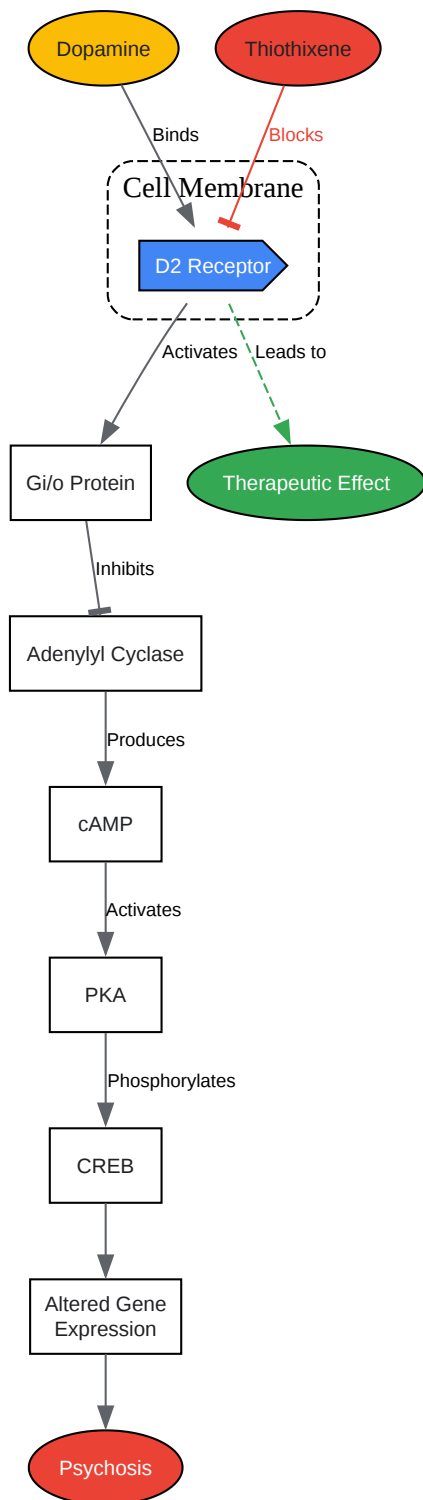 Dopamine
Thiothixene
Binds
Blocks
Cell Membrane
D2 Receptor
Activates
Leads to
Gi/o Protein
Therapeutic Effect
Inhibits
Adenylyl Cyclase
Produces
cAMP
Activates
PKA
Phosphorylates
CREB
Altered Gene
Expression
Psychosis